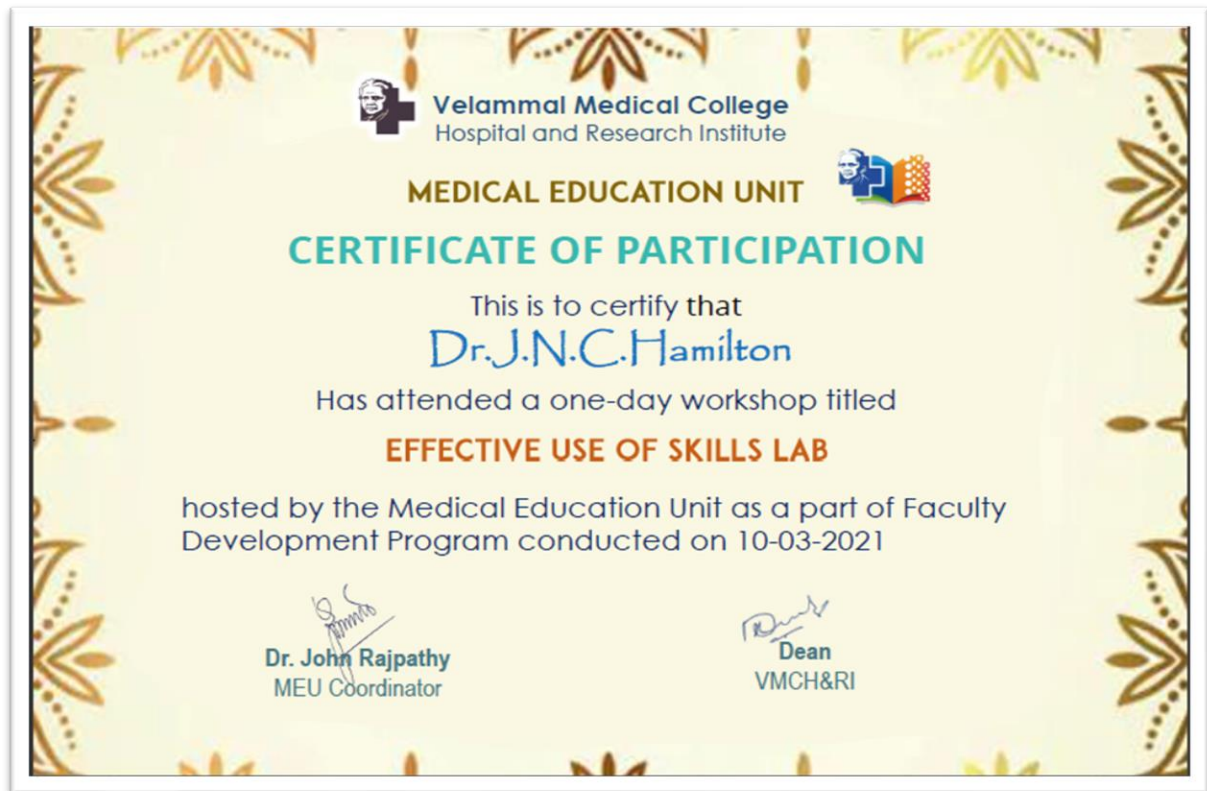 Velammal Medical College
Hospital and Research Institute
MEDICAL EDUCATION UNIT
CERTIFICATE OF PARTICIPATION
This is to certify that
Dr.J.N.C.Hamilton
Has attended a one-day workshop titled
EFFECTIVE USE OF SKILLS LAB
hosted by the Medical Education Unit as a part of Faculty
Development Program conducted on 10-03-2021
Dr. John Rajpathy
MEU Coordinator
Dean
VMCH&RI